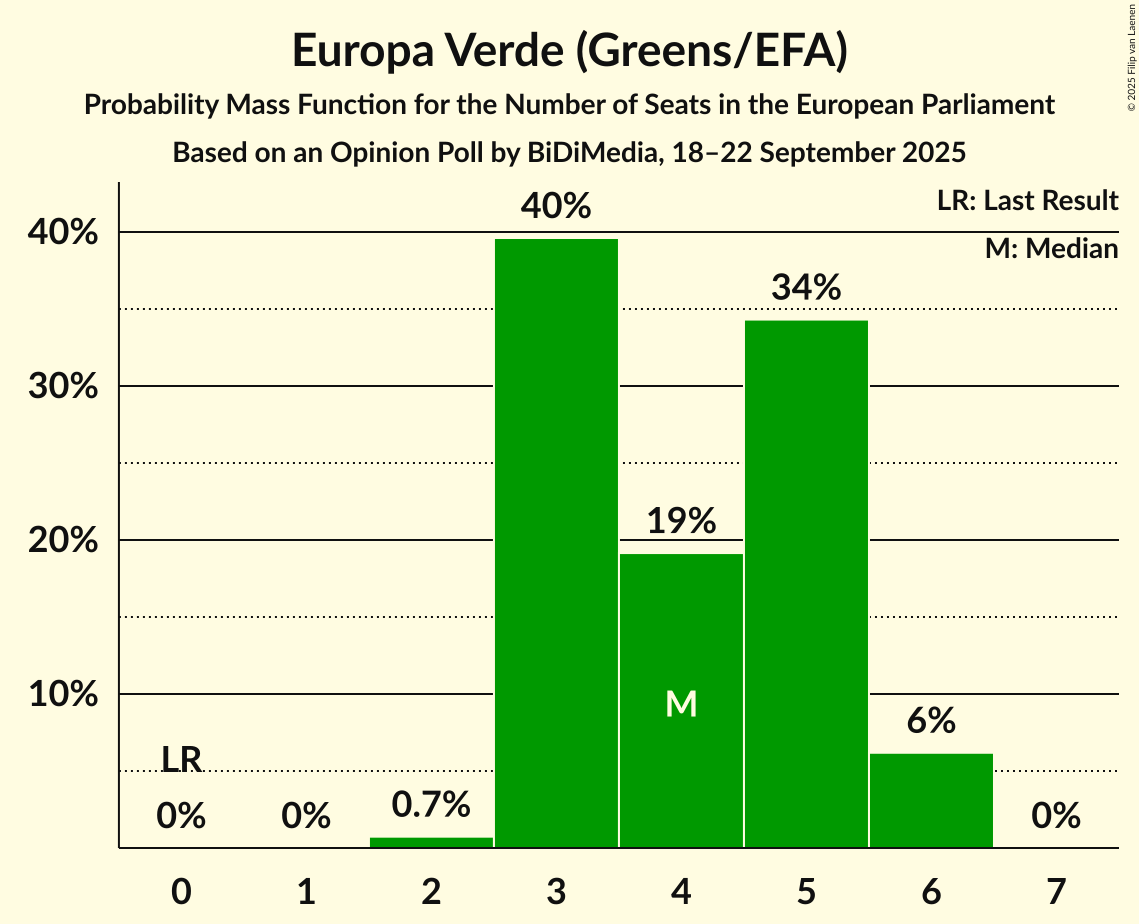 Europa Verde (Greens/EFA)
Probability Mass Function for the Number of Seats in the European Parliament
Based on an Opinion Poll by BiDiMedia, 18–22 September 2025
© 2025 Filip van Laenen
LR: Last Result
M: Median
40%
30%
20%
10%
LR
0%
0%
0.7%
40%
19%
M
34%
6%
0%
0 1 2 3 4 5 6 7